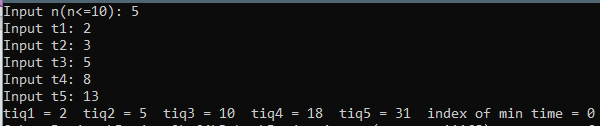 Input n(n<=10): 5
Input t1: 2
Input t2: 3
Input t3: 5
Input t4: 8
Input t5: 13
tiq1 = 2  tiq2 = 5  tiq3 = 10  tiq4 = 18  tiq5 = 31  index of min time = 0